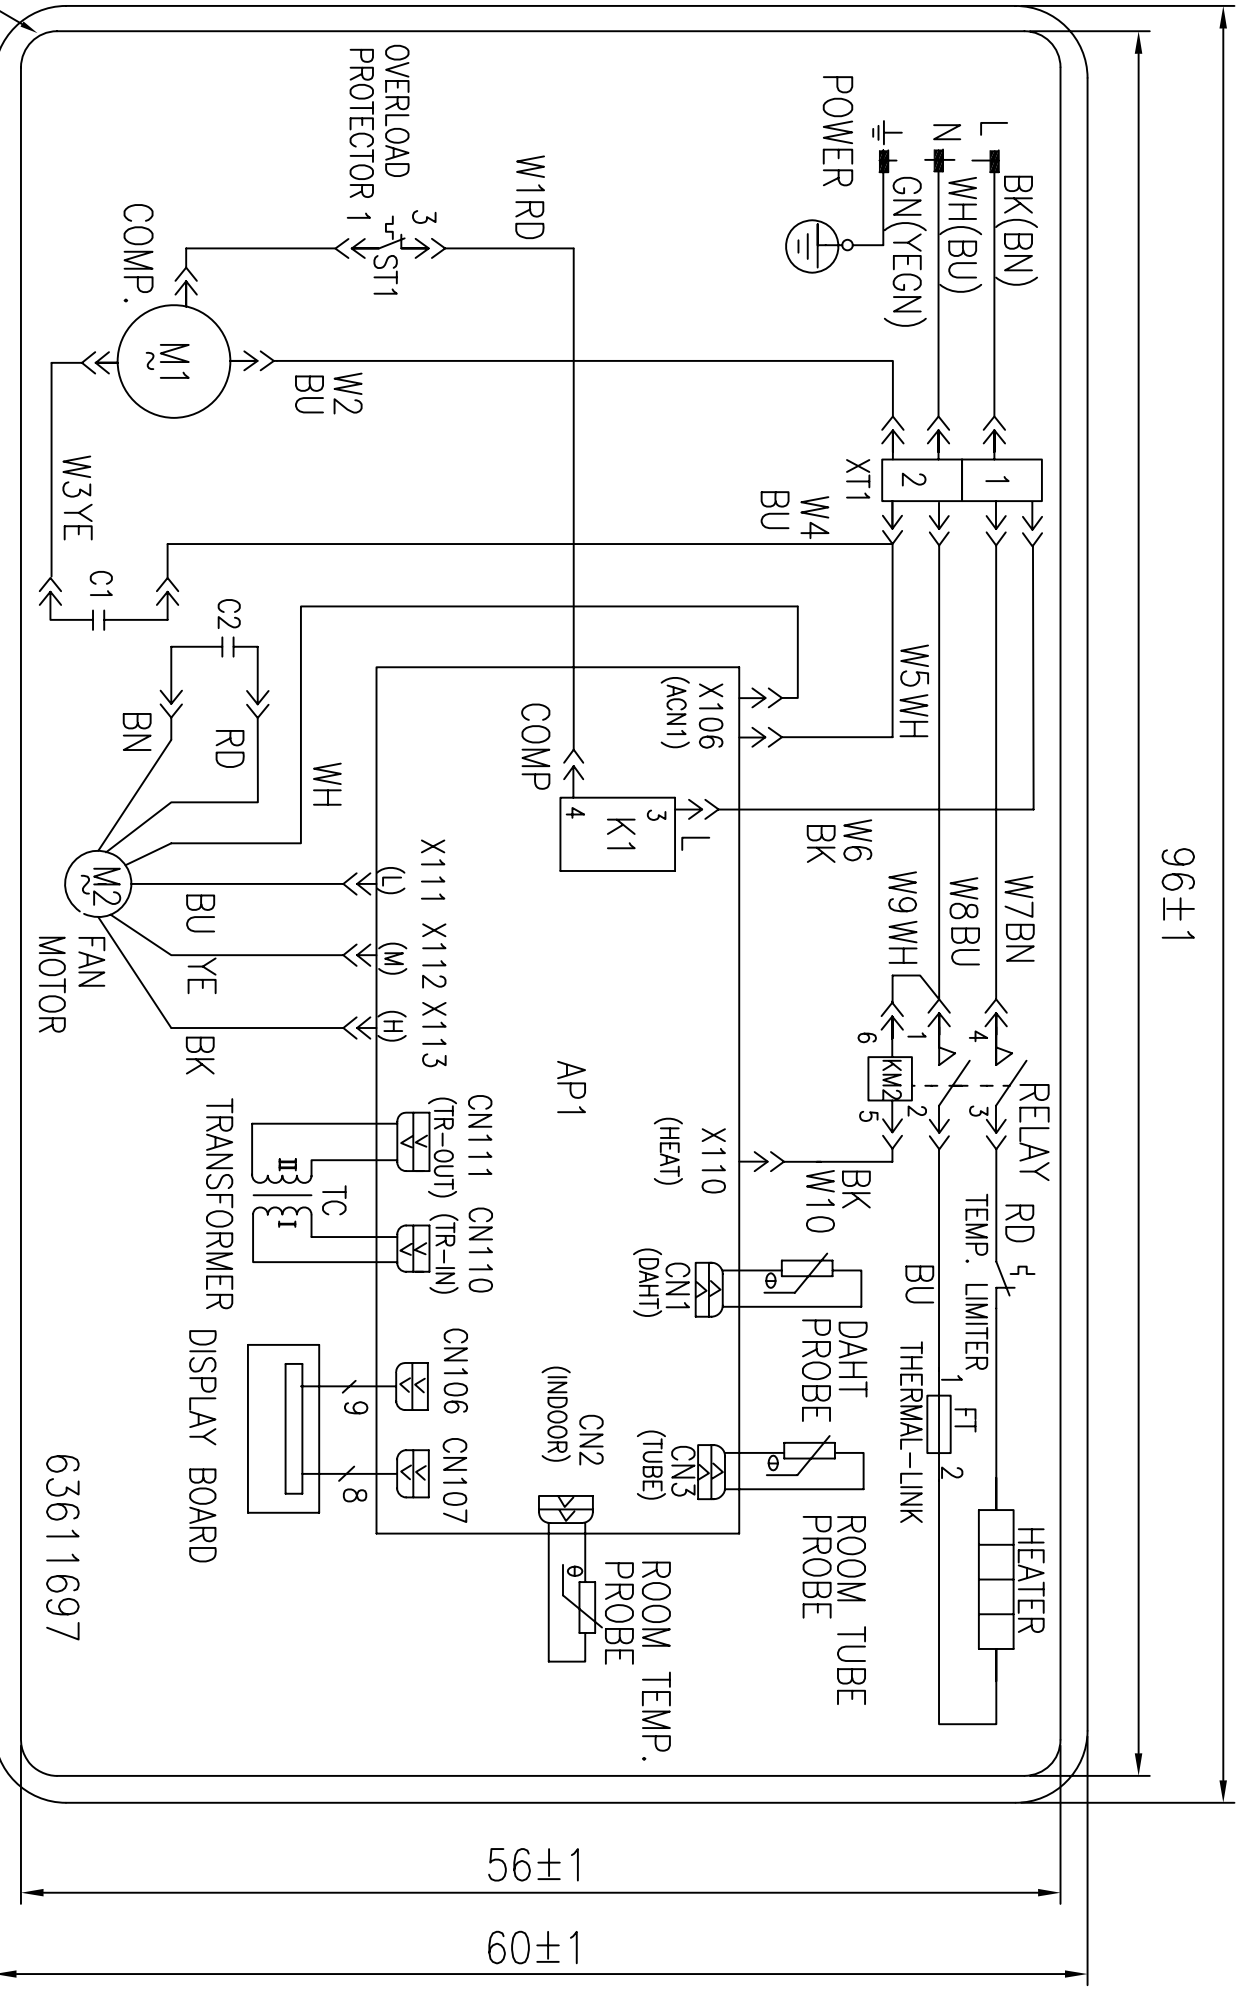 96±1
L
N
POWER
BK(BN)
WH(BU)
GN(YEGN)
1
2
XT1
W5WH
W7BN
W8BU
W9WH
W6
BK
RELAY
4
3
1
2
6
5
KM2
BK
W10
RD
TEMP. LIMITER
BU
1
FT
2
THERMAL-LINK
HEATER
OVERLOAD
PROTECTOR
1
3
ST1
W1RD
W2
BU
W4
BU
X106
(ACN1)
COMP
K1
3
4
L
X110
(HEAT)
CN1
(DAHT)
DAHT
PROBE
θ
CN3
(TUBE)
ROOM TUBE
PROBE
θ
CN2
(INDOOR)
ROOM TEMP.
PROBE
θ
AP1
COMP.
M1
~
W3YE
C1
C2
BN
RD
WH
M2
~
FAN
MOTOR
BU
YE
BK
X111
(L)
X112
(M)
X113
(H)
CN111
(TR-OUT)
CN110
(TR-IN)
II
I
TC
TRANSFORMER
CN106
CN107
9
8
DISPLAY BOARD
63611697
56±1
60±1